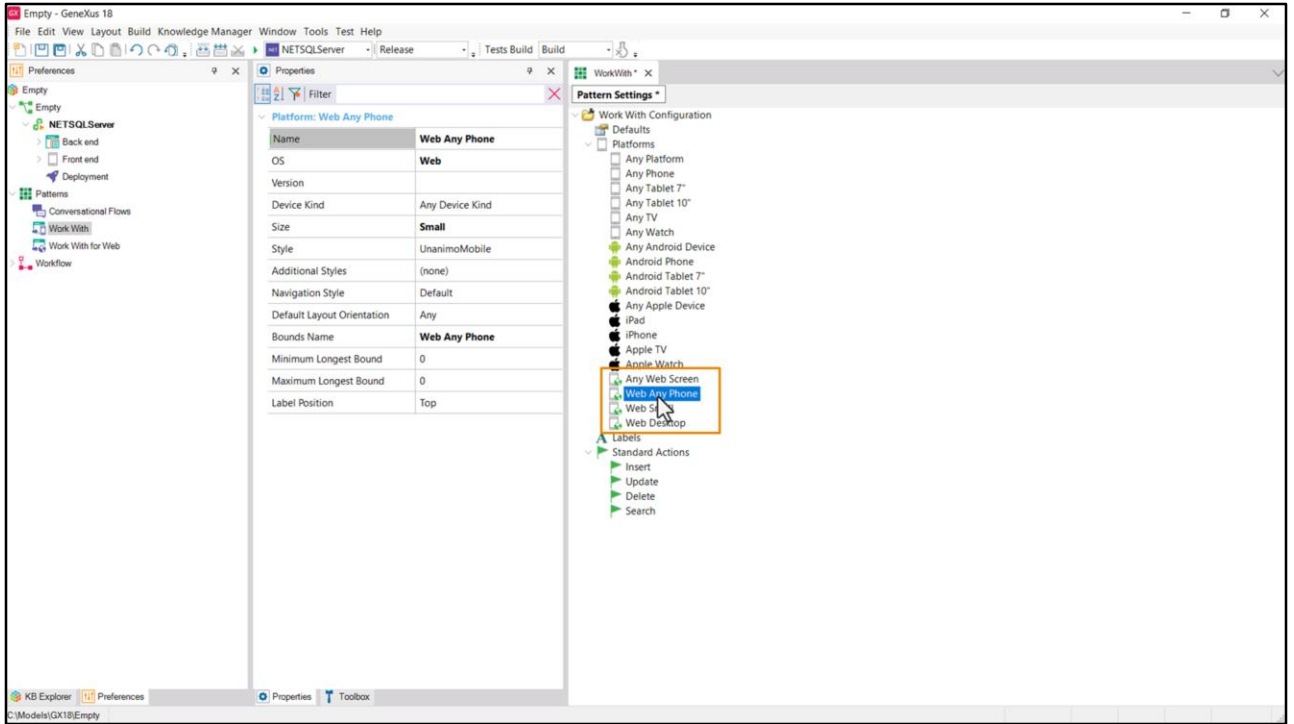 GX Empty - GeneXus 18
File Edit View Layout Build Knowledge Manager Window Tools Test Help
NETSQLServer Release Tests Build Build
Preferences
Empty
Empty
NETSQLServer
Back end
Front end
Deployment
Patterns
Conversational Flows
Work With
Work With for Web
Workflow
KB Explorer Preferences
Properties
Filter
Platform: Web Any Phone
Name Web Any Phone
OS Web
Version
Device Kind Any Device Kind
Size Small
Style UnanimoMobile
Additional Styles (none)
Navigation Style Default
Default Layout Orientation Any
Bounds Name Web Any Phone
Minimum Longest Bound 0
Maximum Longest Bound 0
Label Position Top
Properties Toolbox
WorkWith *
Pattern Settings *
Work With Configuration
Defaults
Platforms
Any Platform
Any Phone
Any Tablet 7"
Any Tablet 10"
Any TV
Any Watch
Any Android Device
Android Phone
Android Tablet 7"
Android Tablet 10"
Any Apple Device
iPad
iPhone
Apple TV
Apple Watch
Any Web Screen
Web Any Phone
Web
Web Desktop
Labels
Standard Actions
Insert
Update
Delete
Search
C:\Models\GX18\Empty